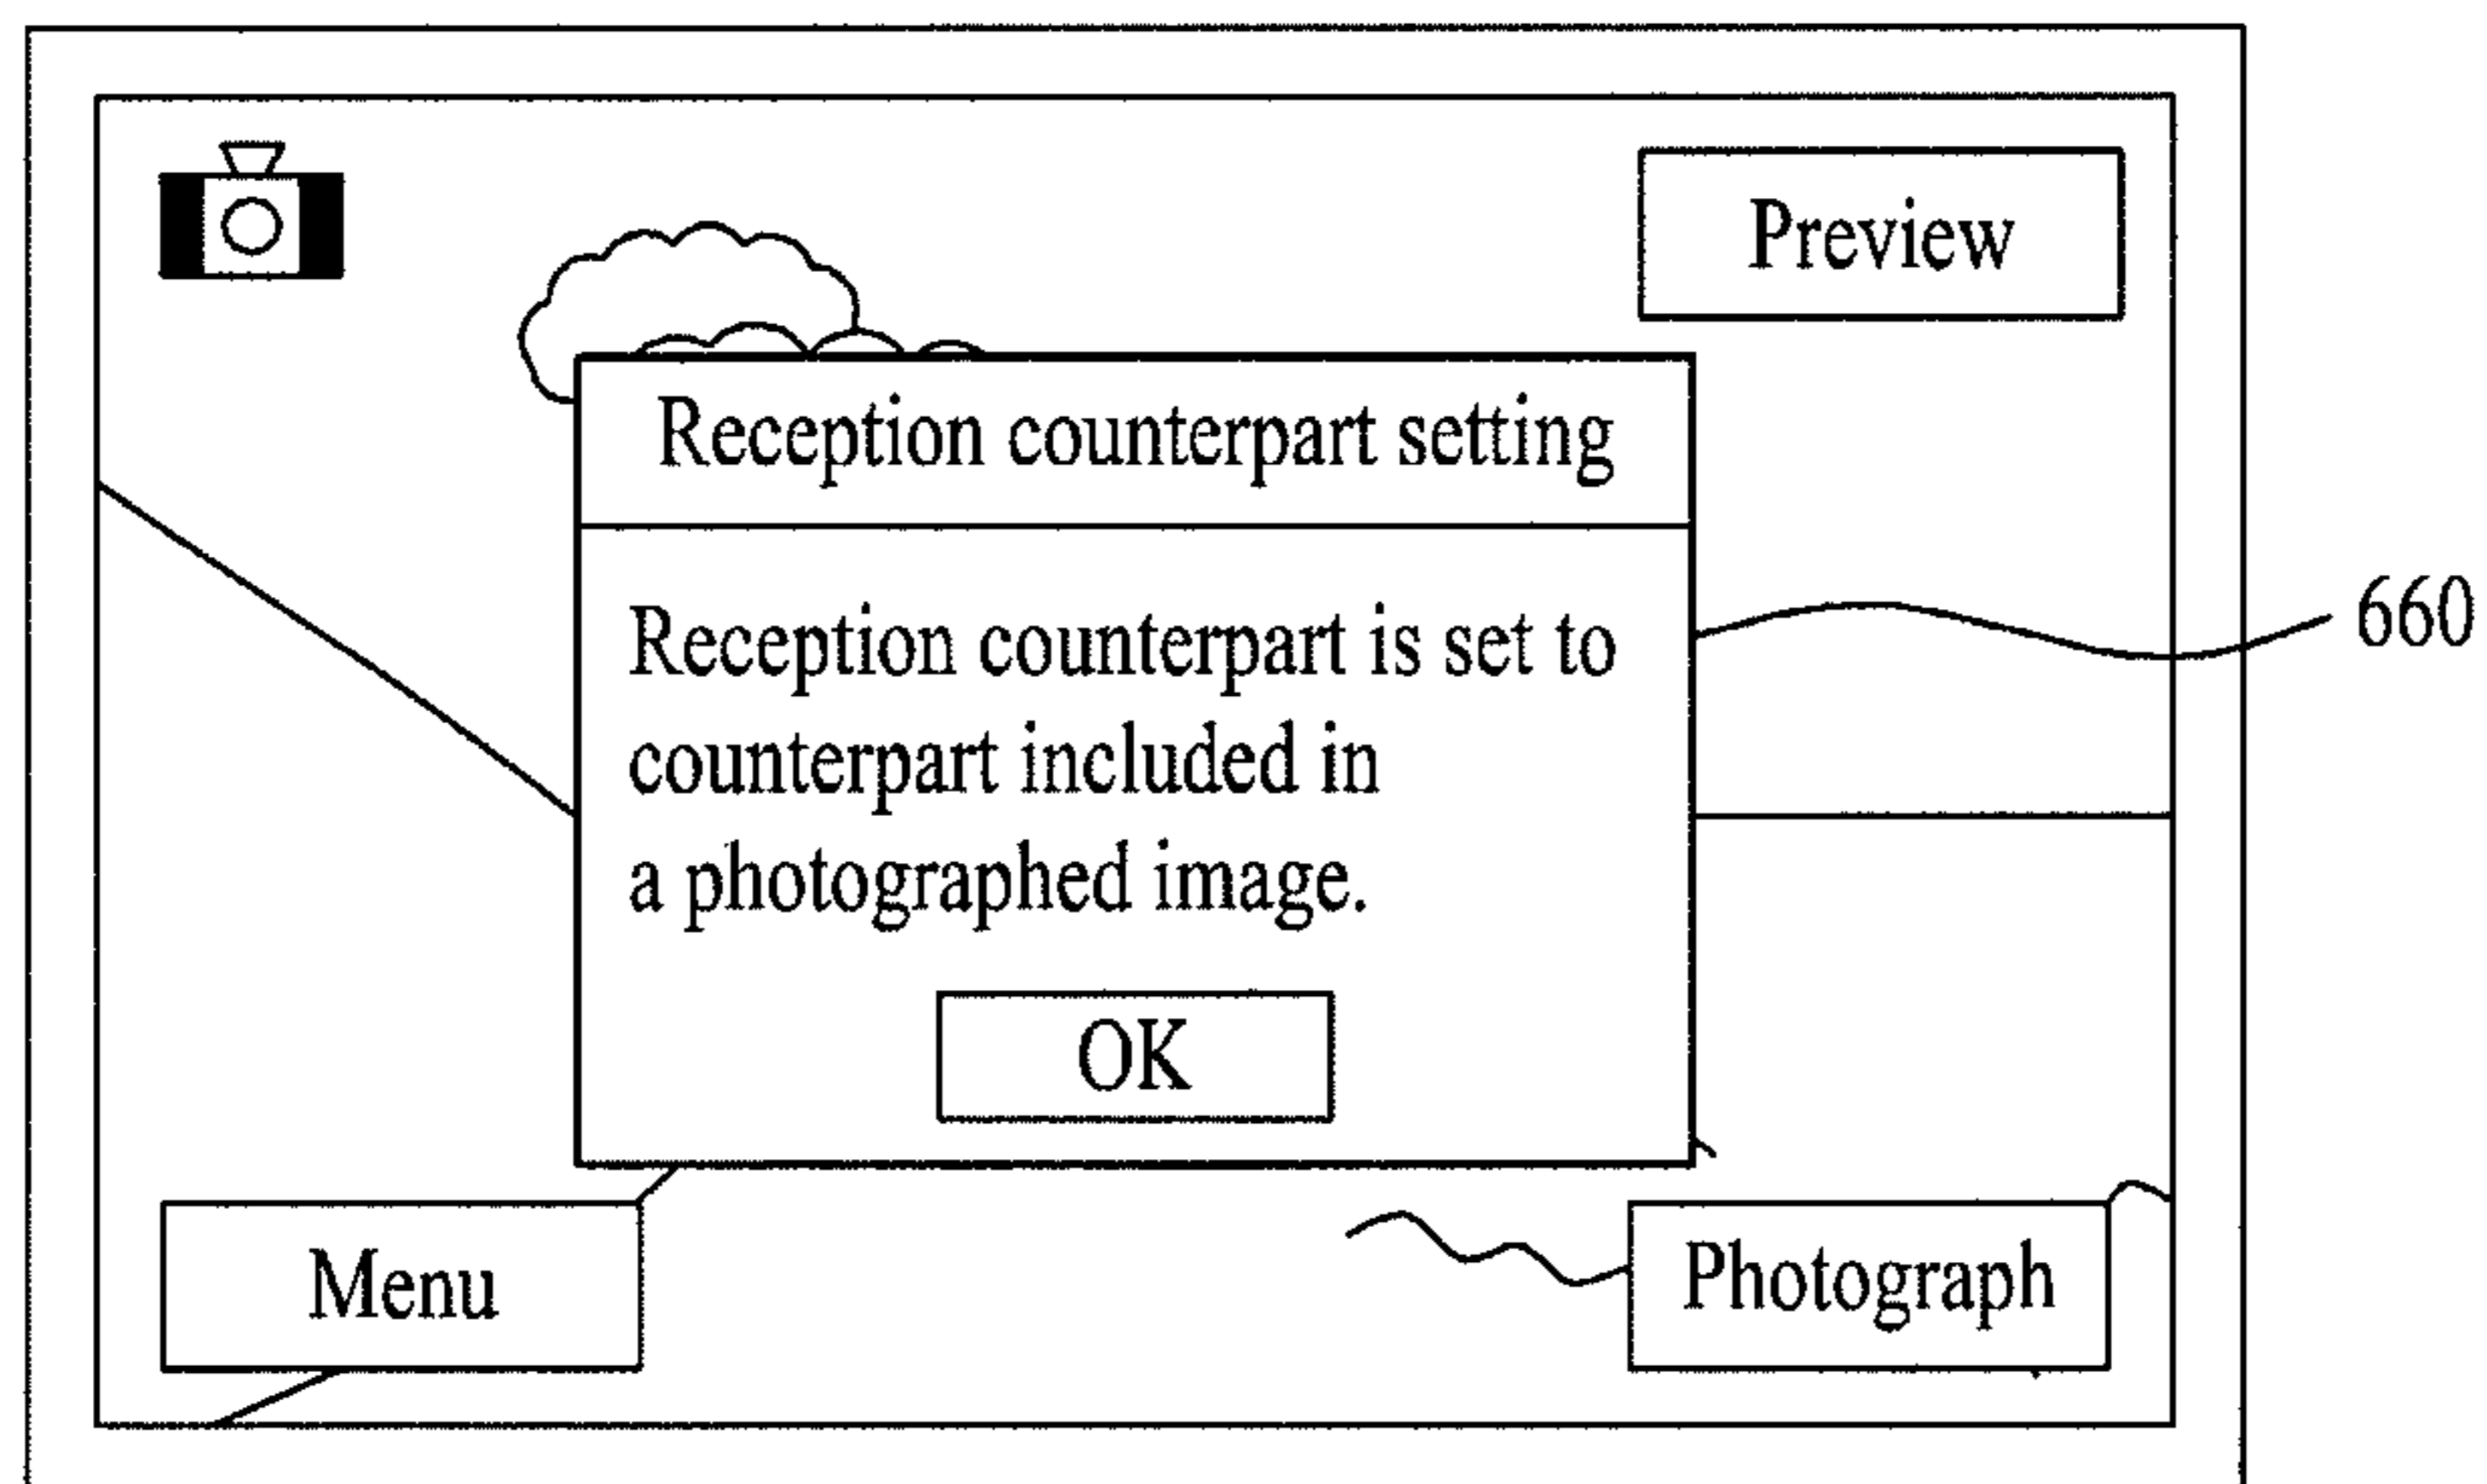 Preview
Reception counterpart setting
Reception counterpart is set to
counterpart included in
a photographed image.
OK
660
Menu
Photograph